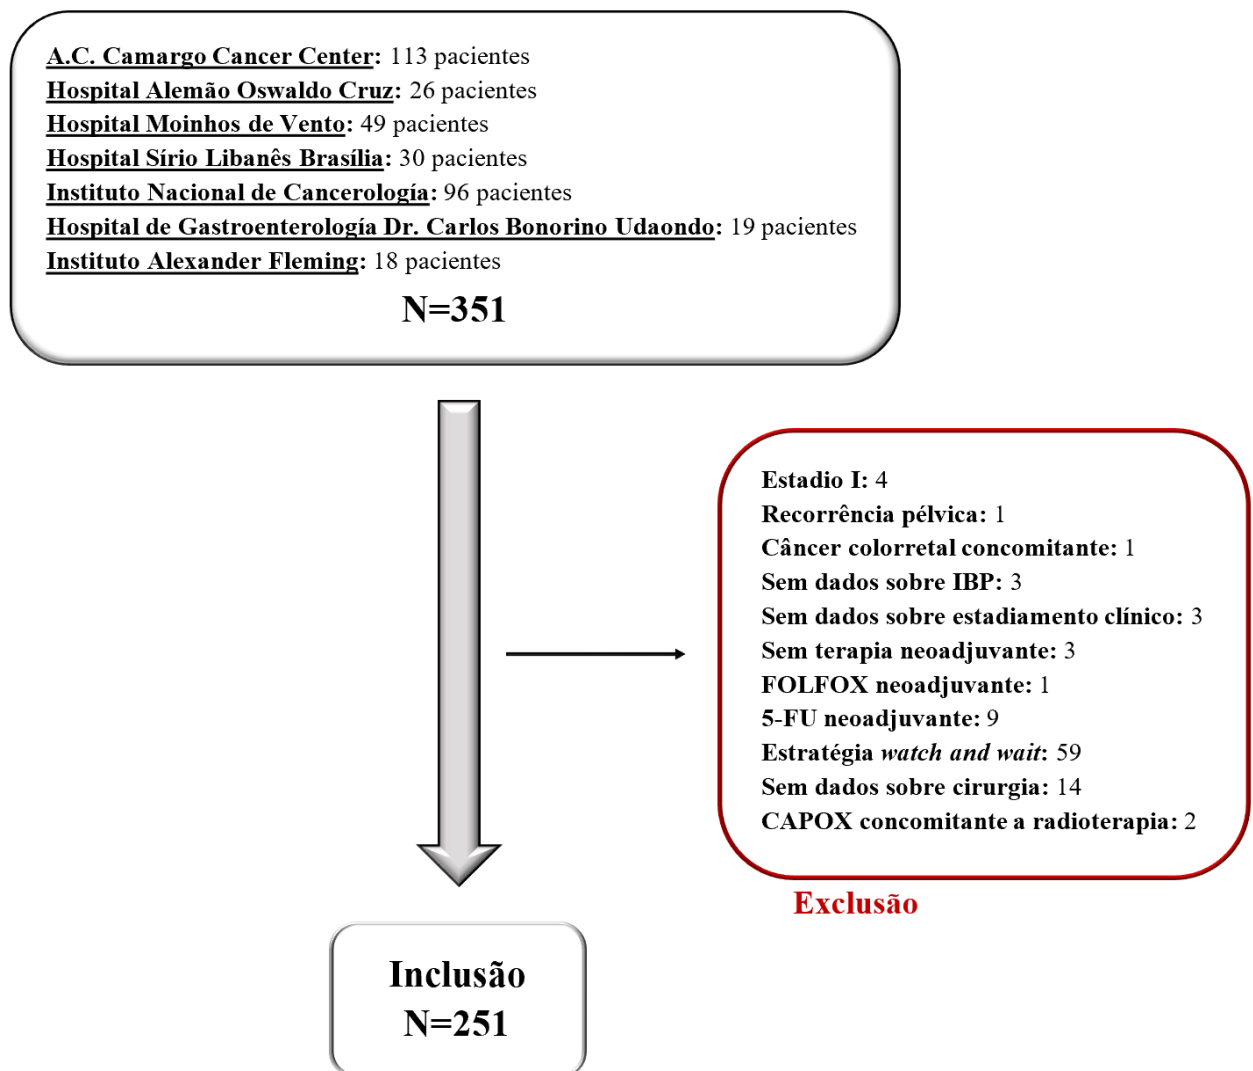 A.C. Camargo Cancer Center: 113 pacientes
Hospital Alemão Oswaldo Cruz: 26 pacientes
Hospital Moinhos de Vento: 49 pacientes
Hospital Sírio Libanês Brasília: 30 pacientes
Instituto Nacional de Cancerología: 96 pacientes
Hospital de Gastroenterología Dr. Carlos Bonorino Udaondo: 19 pacientes
Instituto Alexander Fleming: 18 pacientes
N=351
Estadio I: 4
Recorrência pélvica: 1
Câncer colorretal concomitante: 1
Sem dados sobre IBP: 3
Sem dados sobre estadiamento clínico: 3
Sem terapia neoadjuvante: 3
FOLFOX neoadjuvante: 1
5-FU neoadjuvante: 9
Estratégia watch and wait: 59
Sem dados sobre cirurgia: 14
CAPOX concomitante a radioterapia: 2
Exclusão
Inclusão
N=251